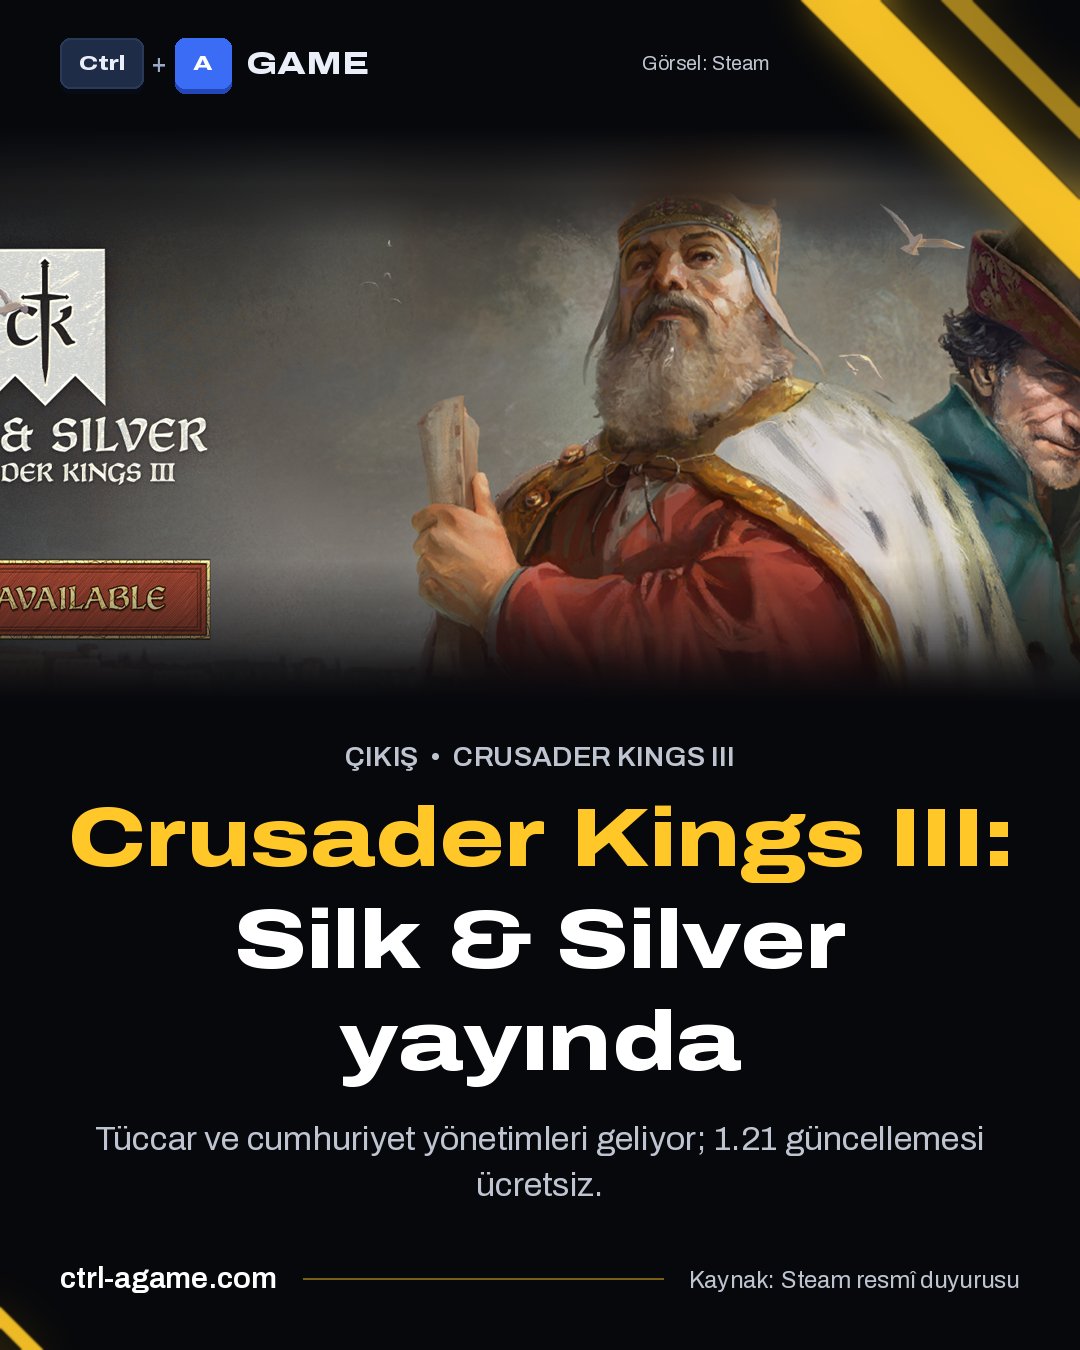 Ctrl + A GAME
Görsel: Steam
CK
& SILVER
DER KINGS III
AVAILABLE
ÇIKIŞ • CRUSADER KINGS III
Crusader Kings III:
Silk & Silver
yayında
Tüccar ve cumhuriyet yönetimleri geliyor; 1.21 güncellemesi
ücretsiz.
ctrl-agame.com
Kaynak: Steam resmî duyurusu